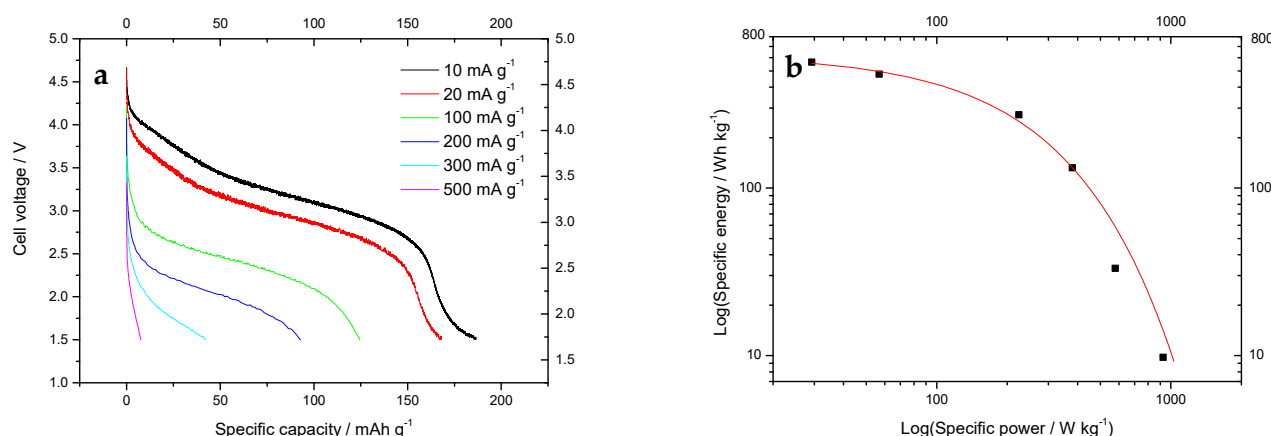 0 50 100 150 200
5.0
4.5
4.0
3.5
3.0
2.5
2.0
1.5
1.0
a
10 mA g⁻¹
20 mA g⁻¹
100 mA g⁻¹
200 mA g⁻¹
300 mA g⁻¹
500 mA g⁻¹
5.0
4.5
4.0
3.5
3.0
2.5
2.0
1.5
Cell voltage / V
0 50 100 150 200
Specific capacity / mAh g⁻¹
100 1000
800
100
10
b
800
100
10
Log(Specific energy / Wh kg⁻¹)
100 1000
Log(Specific power / W kg⁻¹)